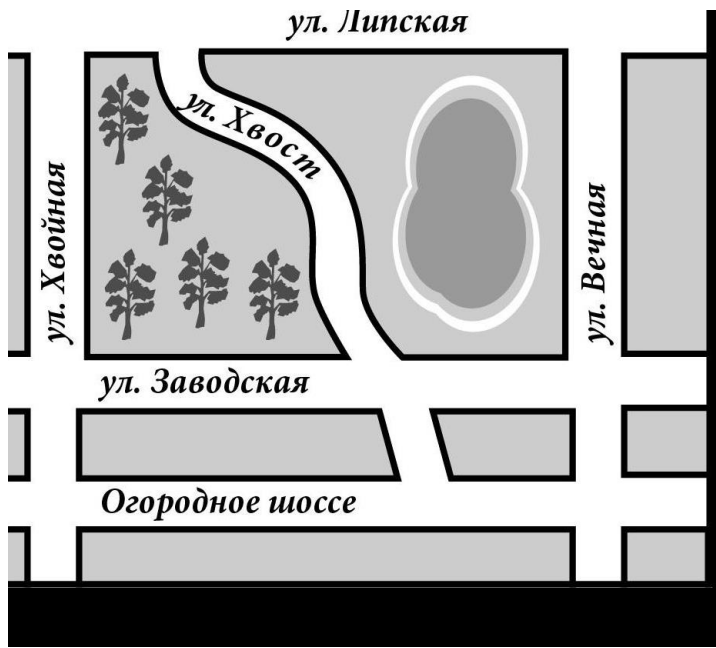 ул. Липская
ул. Хвост
ул. Хвойная
ул. Вечная
ул. Заводская
Огородное шоссе